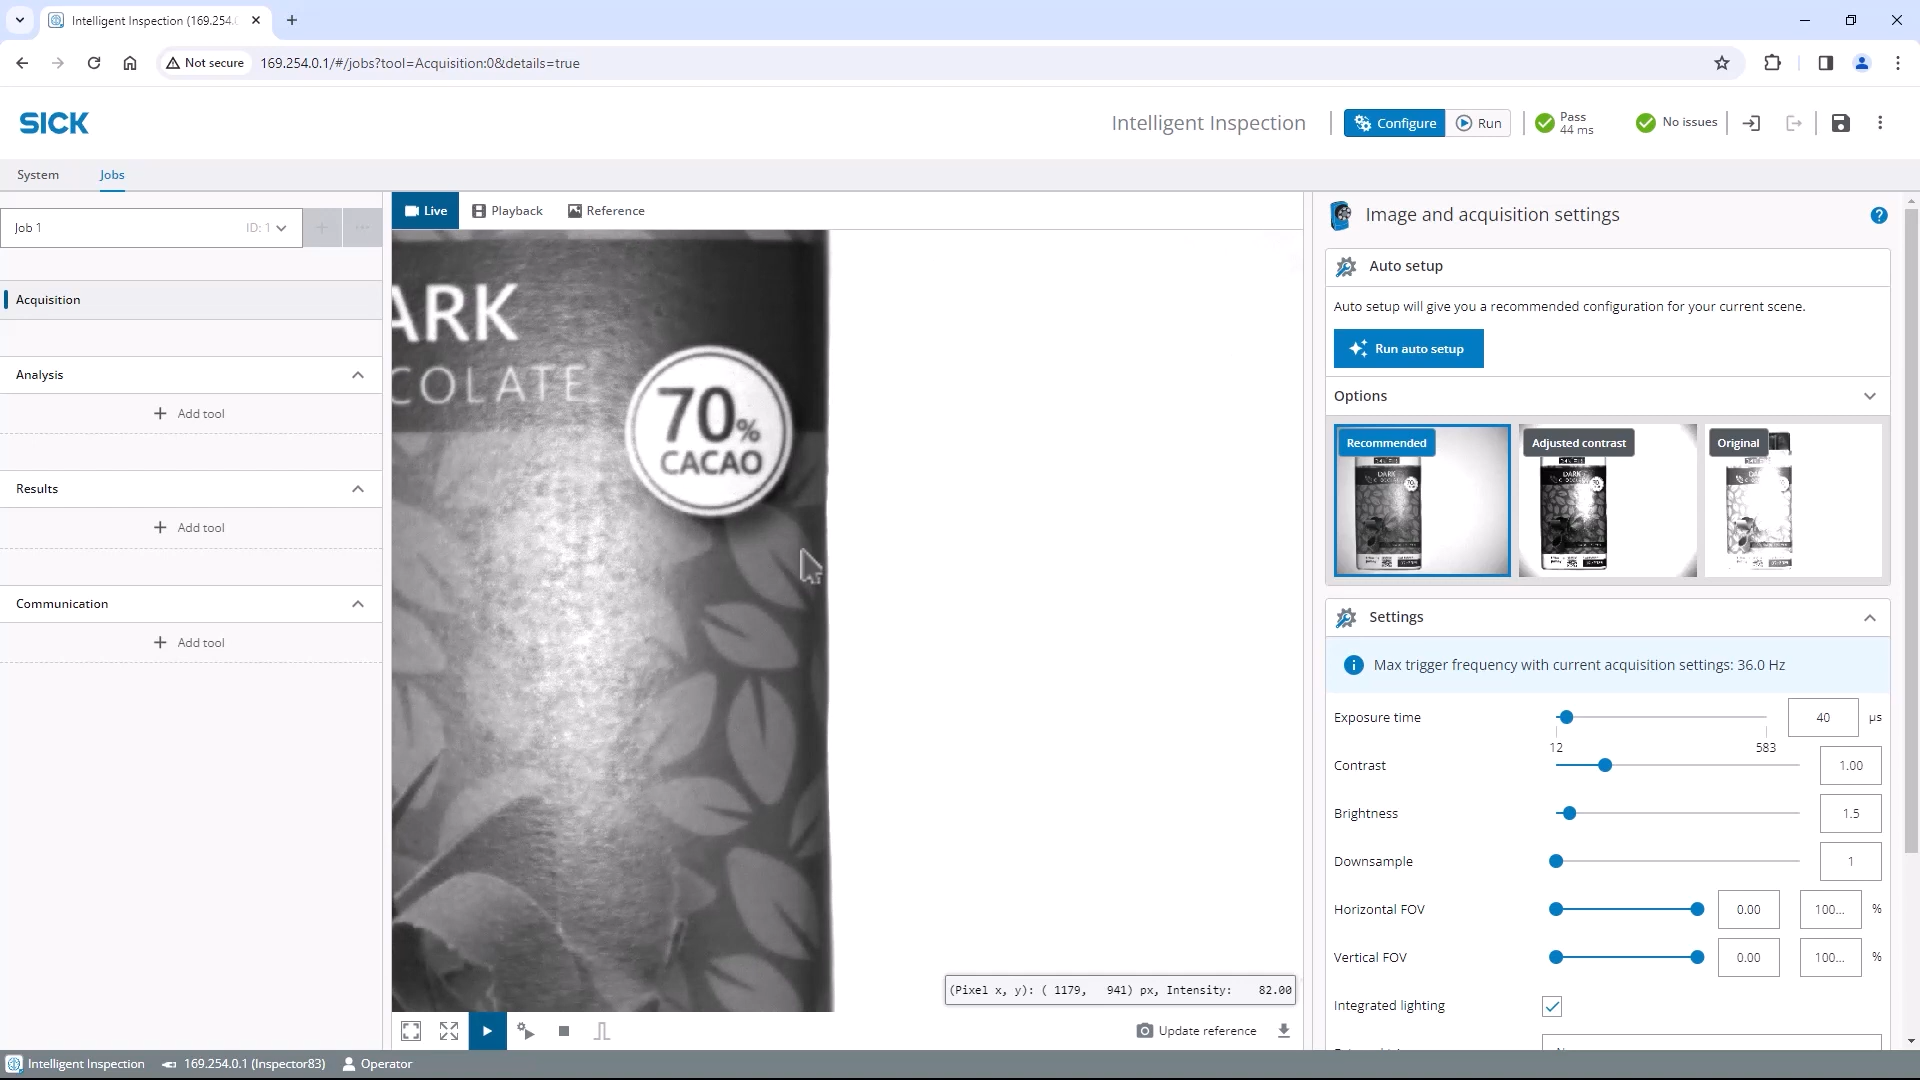 Intelligent Inspection (169.254.
Not secure
169.254.0.1/#/jobs?tool=Acquisition:0&details=true
SICK
Intelligent Inspection
Configure
Run
Pass
44 ms
No issues
System
Jobs
Job 1
ID: 1
Acquisition
Analysis
Add tool
Results
Add tool
Communication
Add tool
Live
Playback
Reference
ARK
COLATE
70%
CACAO
(Pixel x, y): ( 1179, 941) px, Intensity: 82.00
Update reference
Image and acquisition settings
Auto setup
Auto setup will give you a recommended configuration for your current scene.
Run auto setup
Options
Recommended
DARK
Adjusted contrast
DARK
Original
DARK
Settings
Max trigger frequency with current acquisition settings: 36.0 Hz
Exposure time
40
µs
12
583
Contrast
1.00
Brightness
1.5
Downsample
1
Horizontal FOV
0.00
100...
%
Vertical FOV
0.00
100...
%
Integrated lighting
Intelligent Inspection
169.254.0.1 (Inspector83)
Operator